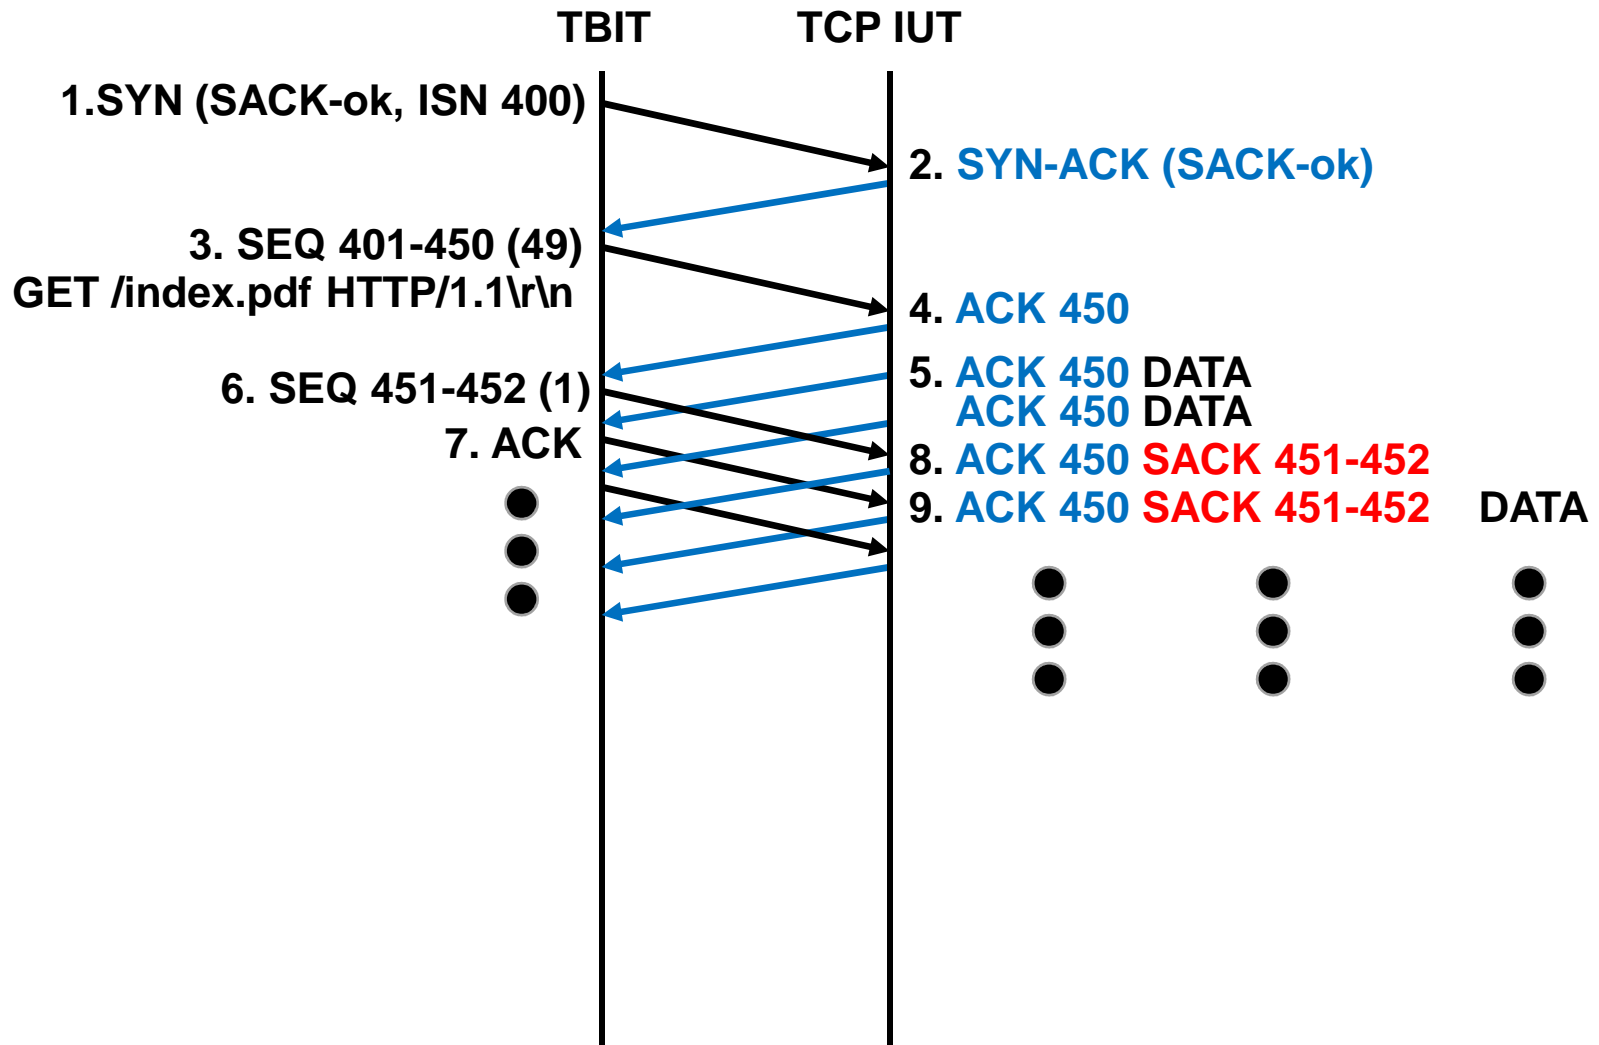 TBIT TCP IUT
1.SYN (SACK-ok, ISN 400)
2. SYN-ACK (SACK-ok)
3. SEQ 401-450 (49)
GET /index.pdf HTTP/1.1\r\n
4. ACK 450
5. ACK 450 DATA
6. SEQ 451-452 (1)
ACK 450 DATA
7. ACK
8. ACK 450 SACK 451-452
9. ACK 450 SACK 451-452 DATA